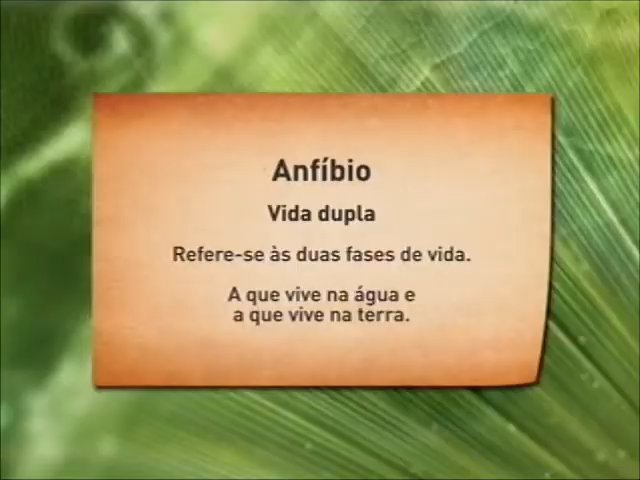 Anfíbio
Vida dupla
Refere-se às duas fases de vida.
A que vive na água e
a que vive na terra.